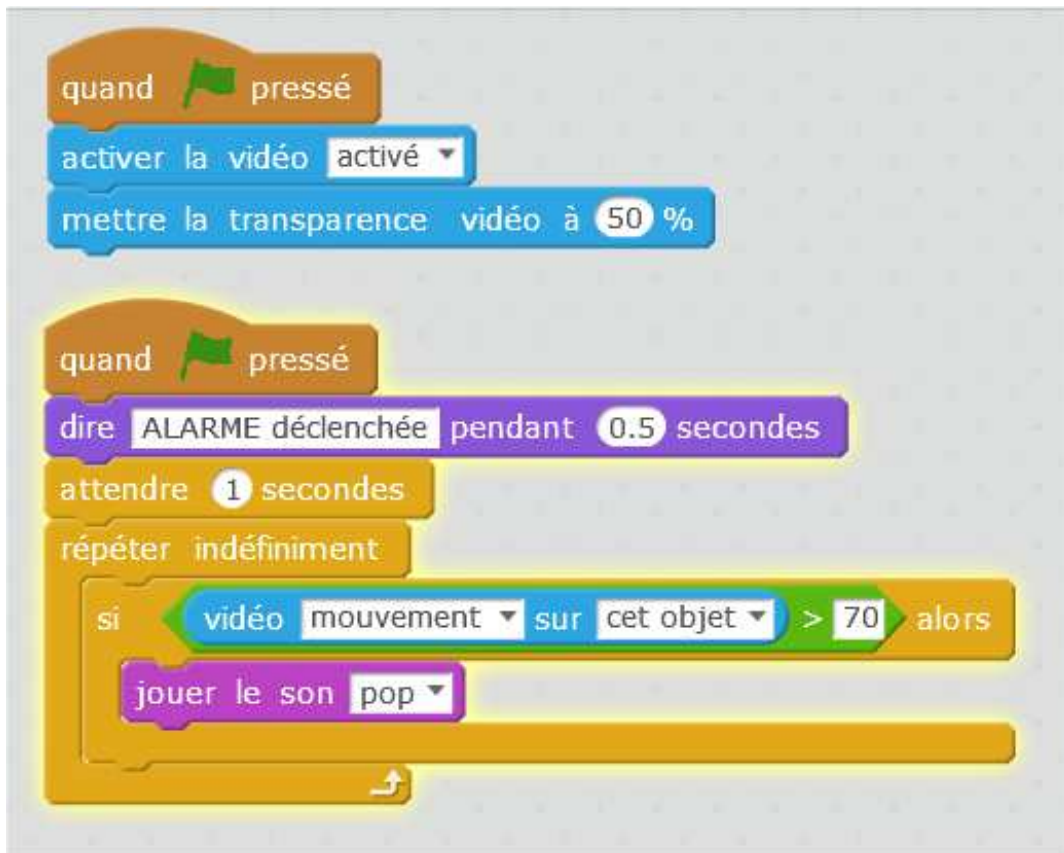 quand pressé
activer la vidéo activé
mettre la transparence vidéo à 50 %
quand pressé
dire ALARME déclenchée pendant 0.5 secondes
attendre 1 secondes
répéter indéfiniment
si vidéo mouvement sur cet objet > 70 alors
jouer le son pop